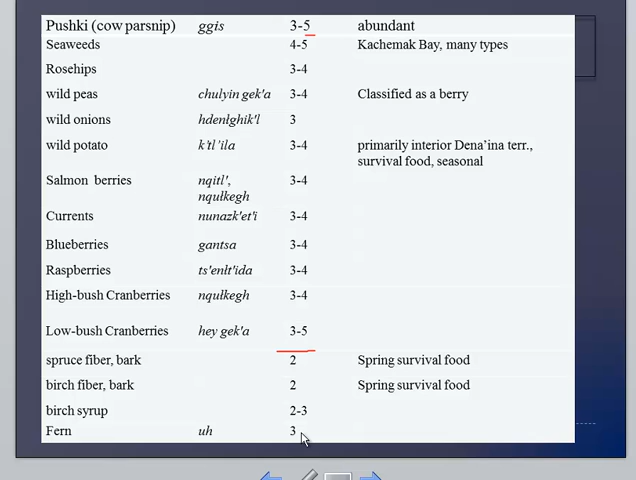 Pushki (cow parsnip) ggis 3-5 abundant
Seaweeds 4-5 Kachemak Bay, many types
Rosehips 3-4
wild peas chulyin gek'a 3-4 Classified as a berry
wild onions hdenłghik'l 3
wild potato k'tl'ila 3-4 primarily interior Dena'ina terr.,
survival food, seasonal
Salmon berries nqitl', 3-4
nqulkegh
Currents nunazk'et'i 3-4
Blueberries gantsa 3-4
Raspberries ts'enłt'ida 3-4
High-bush Cranberries nqulkegh 3-4
Low-bush Cranberries hey gek'a 3-5
spruce fiber, bark 2 Spring survival food
birch fiber, bark 2 Spring survival food
birch syrup 2-3
Fern uh 3